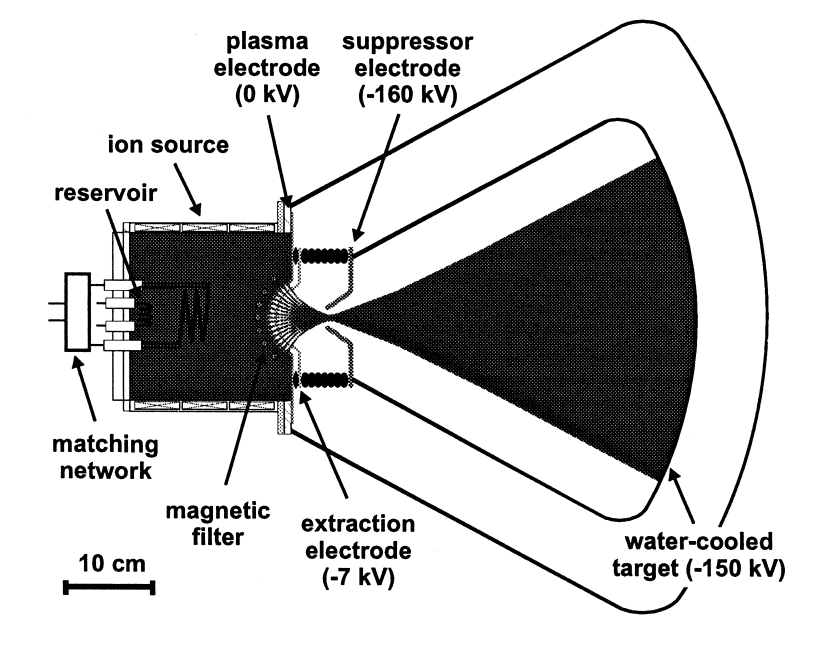 plasma
electrode
(0 kV)
suppressor
electrode
(-160 kV)
ion source
reservoir
matching
network
magnetic
filter
extraction
electrode
(-7 kV)
water-cooled
target (-150 kV)
10 cm